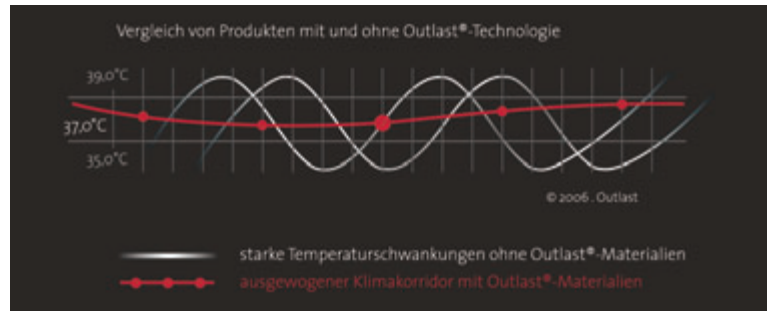 Vergleich von Produkten mit und ohne Outlast®-Technologie
39,0°C
37,0°C
35,0°C
© 2006 . Outlast
starke Temperaturschwankungen ohne Outlast®-Materialien
ausgewogener Klimakorridor mit Outlast®-Materialien